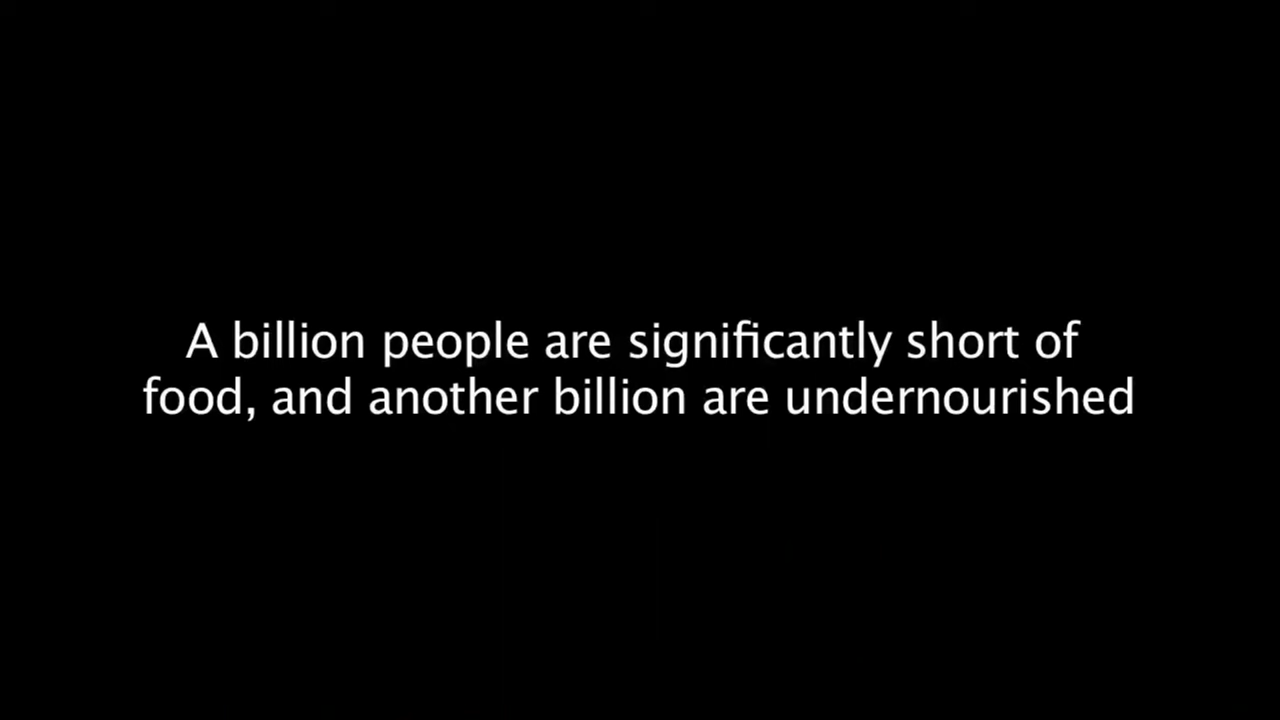 A billion people are significantly short of
food, and another billion are undernourished